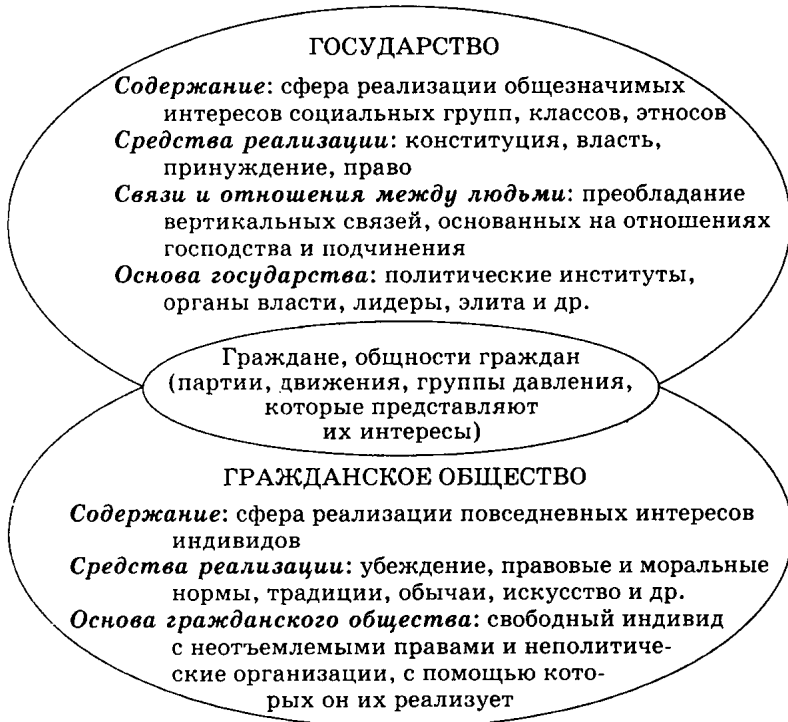 ГОСУДАРСТВО
Содержание: сфера реализации общезначимых
интересов социальных групп, классов, этносов
Средства реализации: конституция, власть,
принуждение, право
Связи и отношения между людьми: преобладание
вертикальных связей, основанных на отношениях
господства и подчинения
Основа государства: политические институты,
органы власти, лидеры, элита и др.
Граждане, общности граждан
(партии, движения, группы давления,
которые представляют
их интересы)
ГРАЖДАНСКОЕ ОБЩЕСТВО
Содержание: сфера реализации повседневных интересов
индивидов
Средства реализации: убеждение, правовые и моральные
нормы, традиции, обычаи, искусство и др.
Основа гражданского общества: свободный индивид
с неотъемлемыми правами и неполитиче-
ские организации, с помощью кото-
рых он их реализует